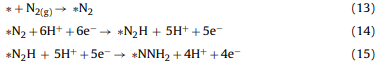 * + N₂(g) → *N₂ (13)
*N₂ + 6H⁺ + 6e⁻ → *N₂H + 5H⁺ + 5e⁻ (14)
*N₂H + 5H⁺ + 5e⁻ → *NNH₂ + 4H⁺ + 4e⁻ (15)